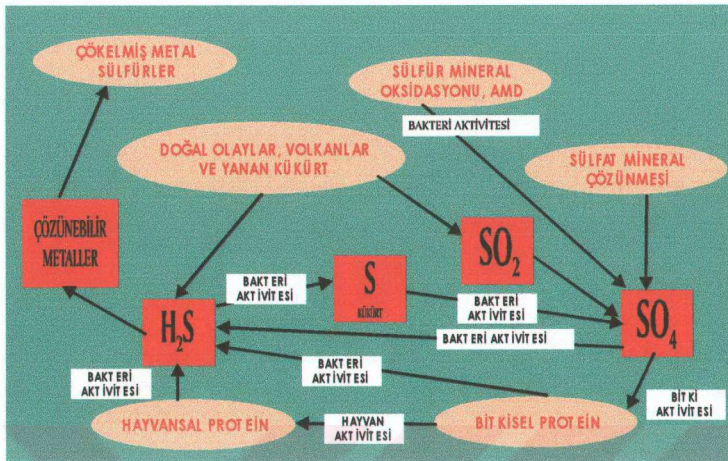 ÇÖKELMİŞ METAL
SÜLFÜRLER
SÜLFÜR MİNERAL
OKSİDASYONU, AMD
BAKTERİ AKTİVİTESİ
DOĞAL OLAYLAR, VOLKANLAR
VE YANAN KÜKÜRT
SÜLFAT MİNERAL
ÇÖZÜNMESİ
ÇÖZÜNEBİLİR
METALLER
SO₂
BAKTERİ
AKTİVİTESİ
S
KÜKÜRT
BAKTERİ
AKTİVİTESİ
H₂S
SO₄
BAKTERİ AKTİVİTESİ
BAKTERİ
AKTİVİTESİ
BAKTERİ
AKTİVİTESİ
BİTKİ
AKTİVİTESİ
HAYVANSAL PROTEİN
HAYVAN
AKTİVİTESİ
BİTKİSEL PROTEİN